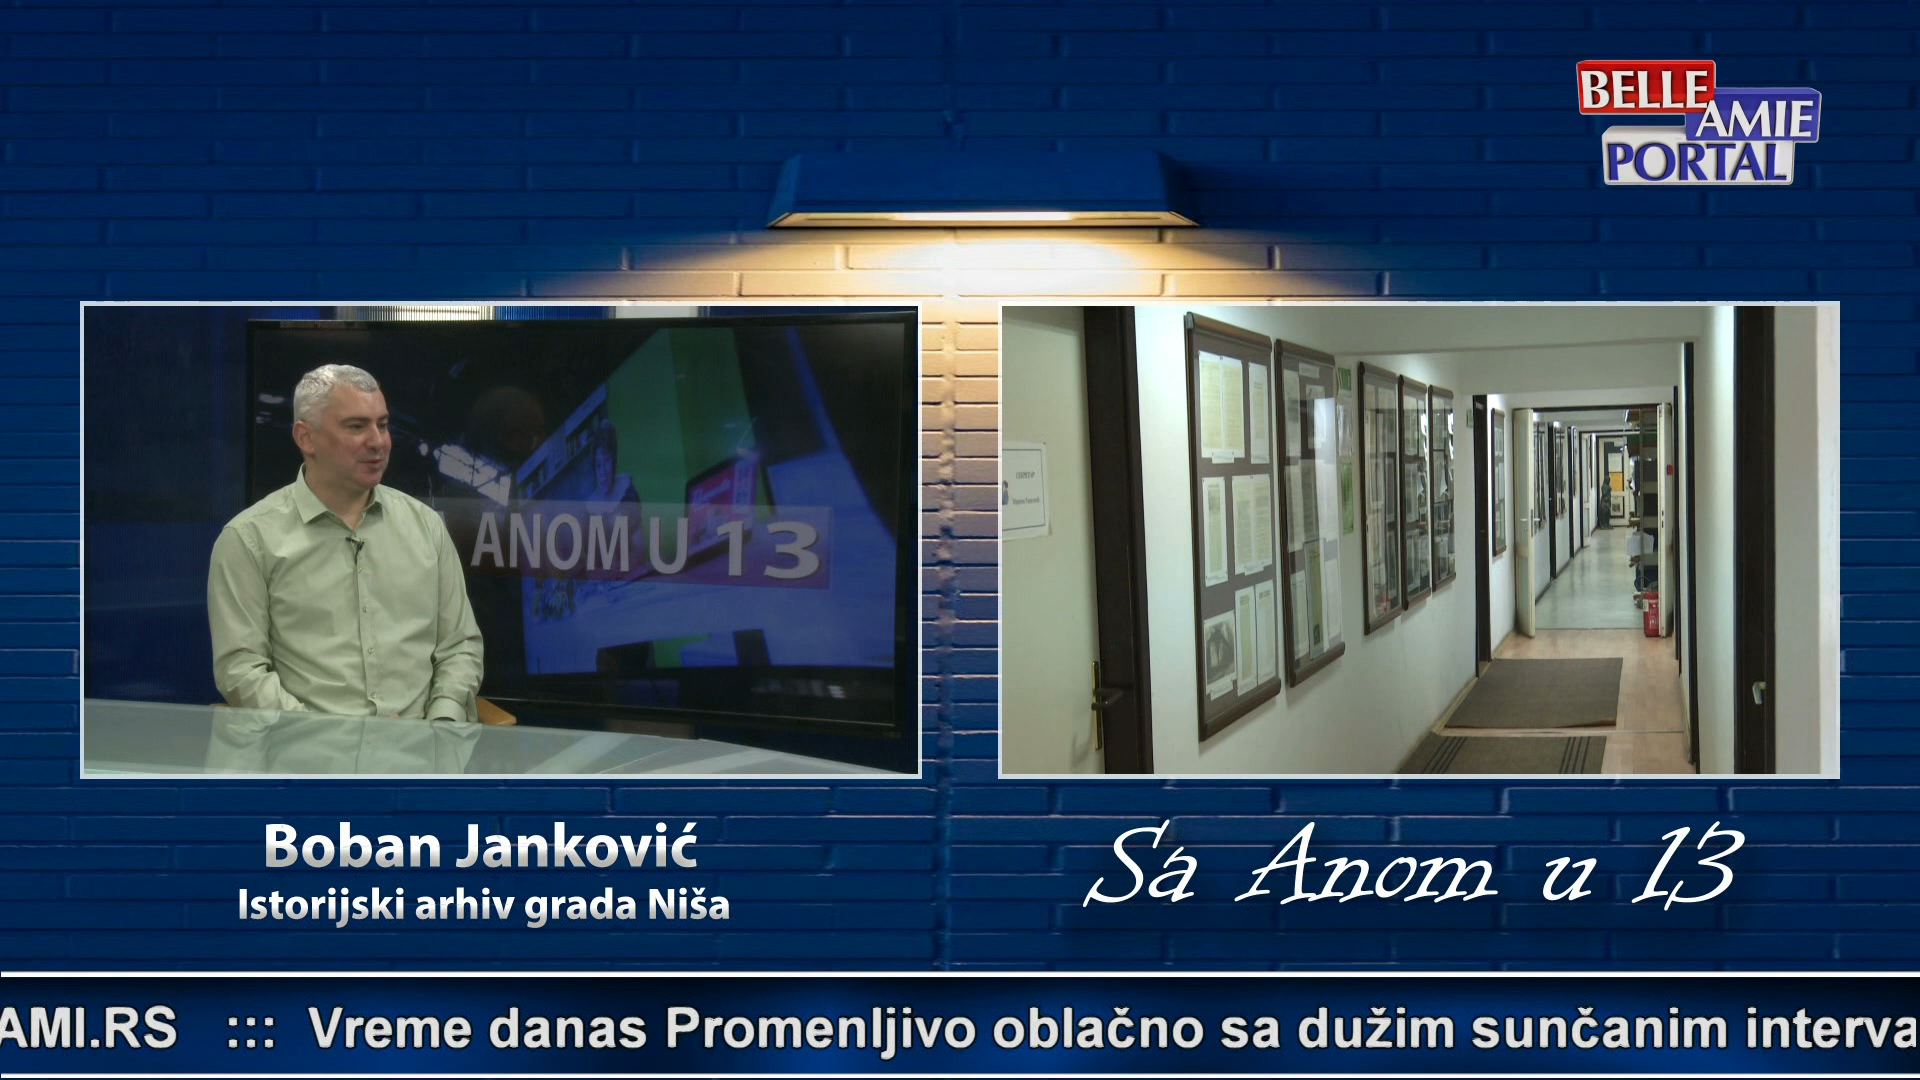 BELLE
AMIE
PORTAL
ANOM U 13
Boban Janković
Istorijski arhiv grada Niša
Sa Anom u 13
AMI.RS ::: Vreme danas Promenljivo oblačno sa dužim sunčanim interva